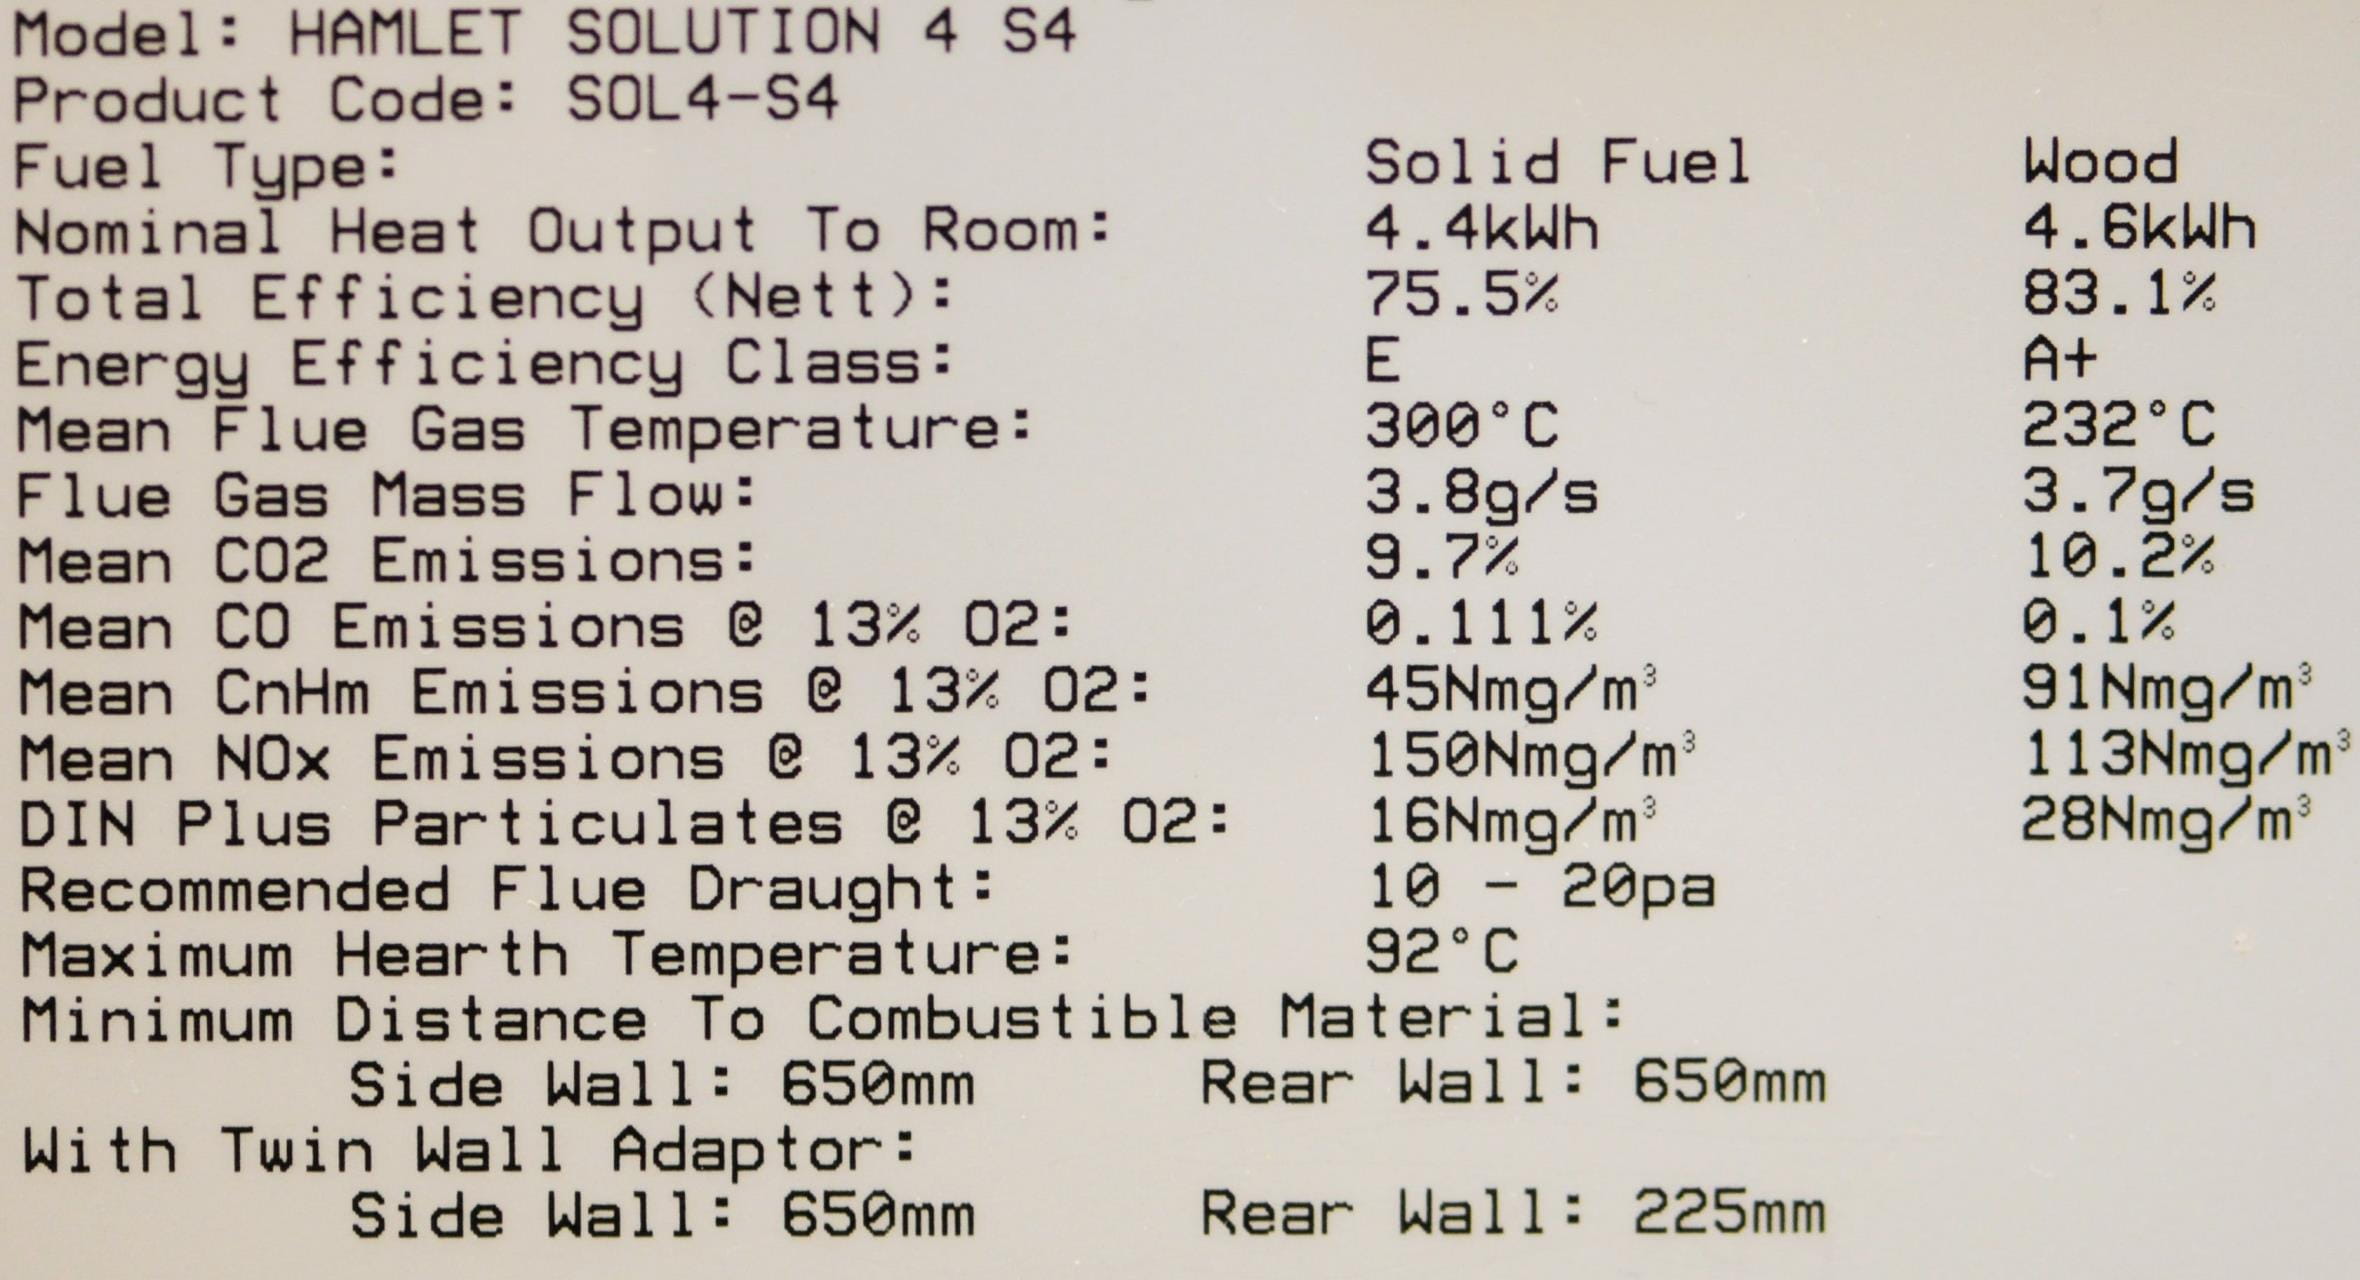 Model: HAMLET SOLUTION 4 S4
Product Code: SOL4-S4
Fuel Type: Solid Fuel Wood
Nominal Heat Output To Room: 4.4kWh 4.6kWh
Total Efficiency (Nett): 75.5% 83.1%
Energy Efficiency Class: E A+
Mean Flue Gas Temperature: 300°C 232°C
Flue Gas Mass Flow: 3.8g/s 3.7g/s
Mean CO2 Emissions: 9.7% 10.2%
Mean CO Emissions @ 13% O2: 0.111% 0.1%
Mean CnHm Emissions @ 13% O2: 45Nmg/m³ 91Nmg/m³
Mean NOx Emissions @ 13% O2: 150Nmg/m³ 113Nmg/m³
DIN Plus Particulates @ 13% O2: 16Nmg/m³ 28Nmg/m³
Recommended Flue Draught: 10 - 20pa
Maximum Hearth Temperature: 92°C
Minimum Distance To Combustible Material:
Side Wall: 650mm Rear Wall: 650mm
With Twin Wall Adaptor:
Side Wall: 650mm Rear Wall: 225mm